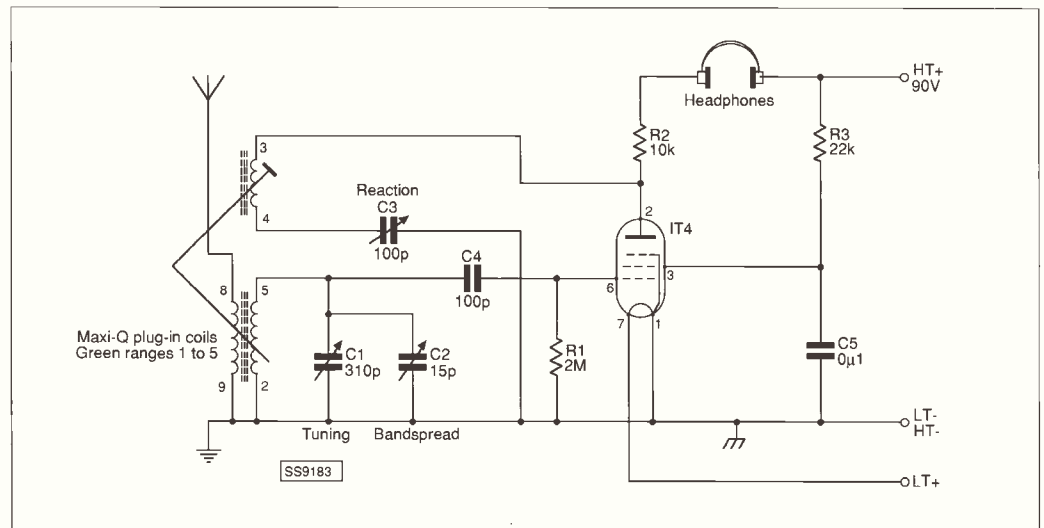 HT+
90V
Headphones
R2
10k
R3
22k
3
4
Reaction
C3
100p
2
IT4
C4
100p
6
3
7
1
8
5
9
2
Maxi-Q plug-in coils
Green ranges 1 to 5
C1
310p
C2
15p
R1
2M
C5
0µ1
Tuning
Bandspread
LT-
HT-
SS9183
LT+